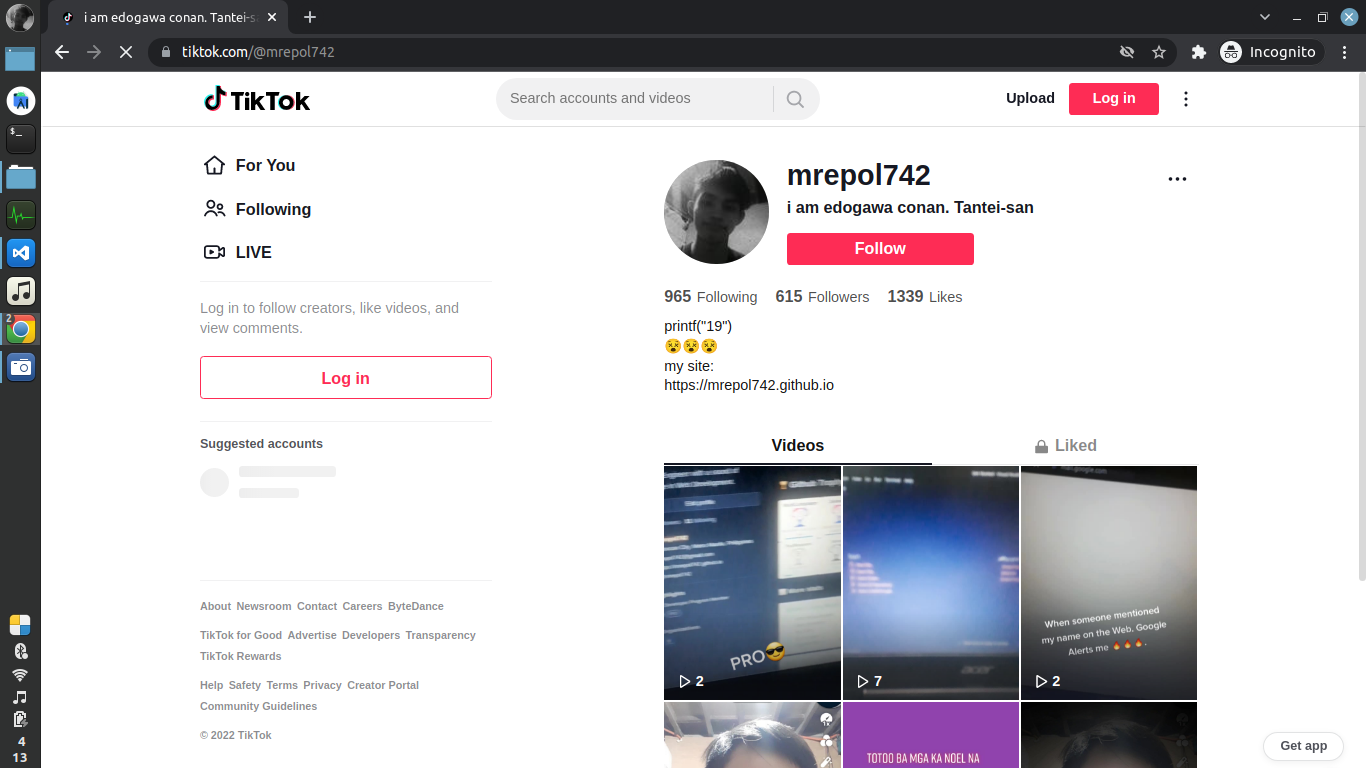 i am edogawa conan. Tantei-sa
tiktok.com/@mrepol742
Incognito
TikTok
Search accounts and videos
Upload
Log in
For You
Following
LIVE
Log in to follow creators, like videos, and
view comments.
Log in
Suggested accounts
About Newsroom Contact Careers ByteDance
TikTok for Good Advertise Developers Transparency
TikTok Rewards
Help Safety Terms Privacy Creator Portal
Community Guidelines
© 2022 TikTok
mrepol742
i am edogawa conan. Tantei-san
Follow
965 Following 615 Followers 1339 Likes
printf("19")
😵😵😵
my site:
https://mrepol742.github.io
Videos
Liked
PRO😎
2
acer
7
When someone mentioned
my name on the Web. Google
Alerts me 🔥🔥🔥.
2
TOTOO BA MGA KA NOEL NA
Get app
2
4
13